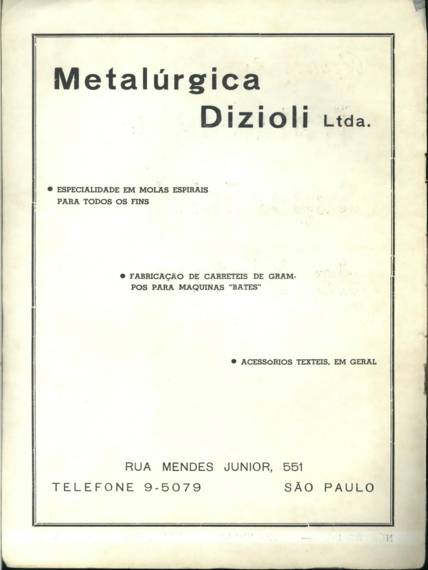 Metalúrgica
Dizioli Ltda.
• ESPECIALIDADE EM MOLAS ESPIRAIS
PARA TODOS OS FINS
• FABRICAÇÃO DE CARRETEIS DE GRAM-
POS PARA MAQUINAS "BATES"
• ACESSORIOS TEXTEIS, EM GERAL
RUA MENDES JUNIOR, 551
TELEFONE 9-5079 SÃO PAULO